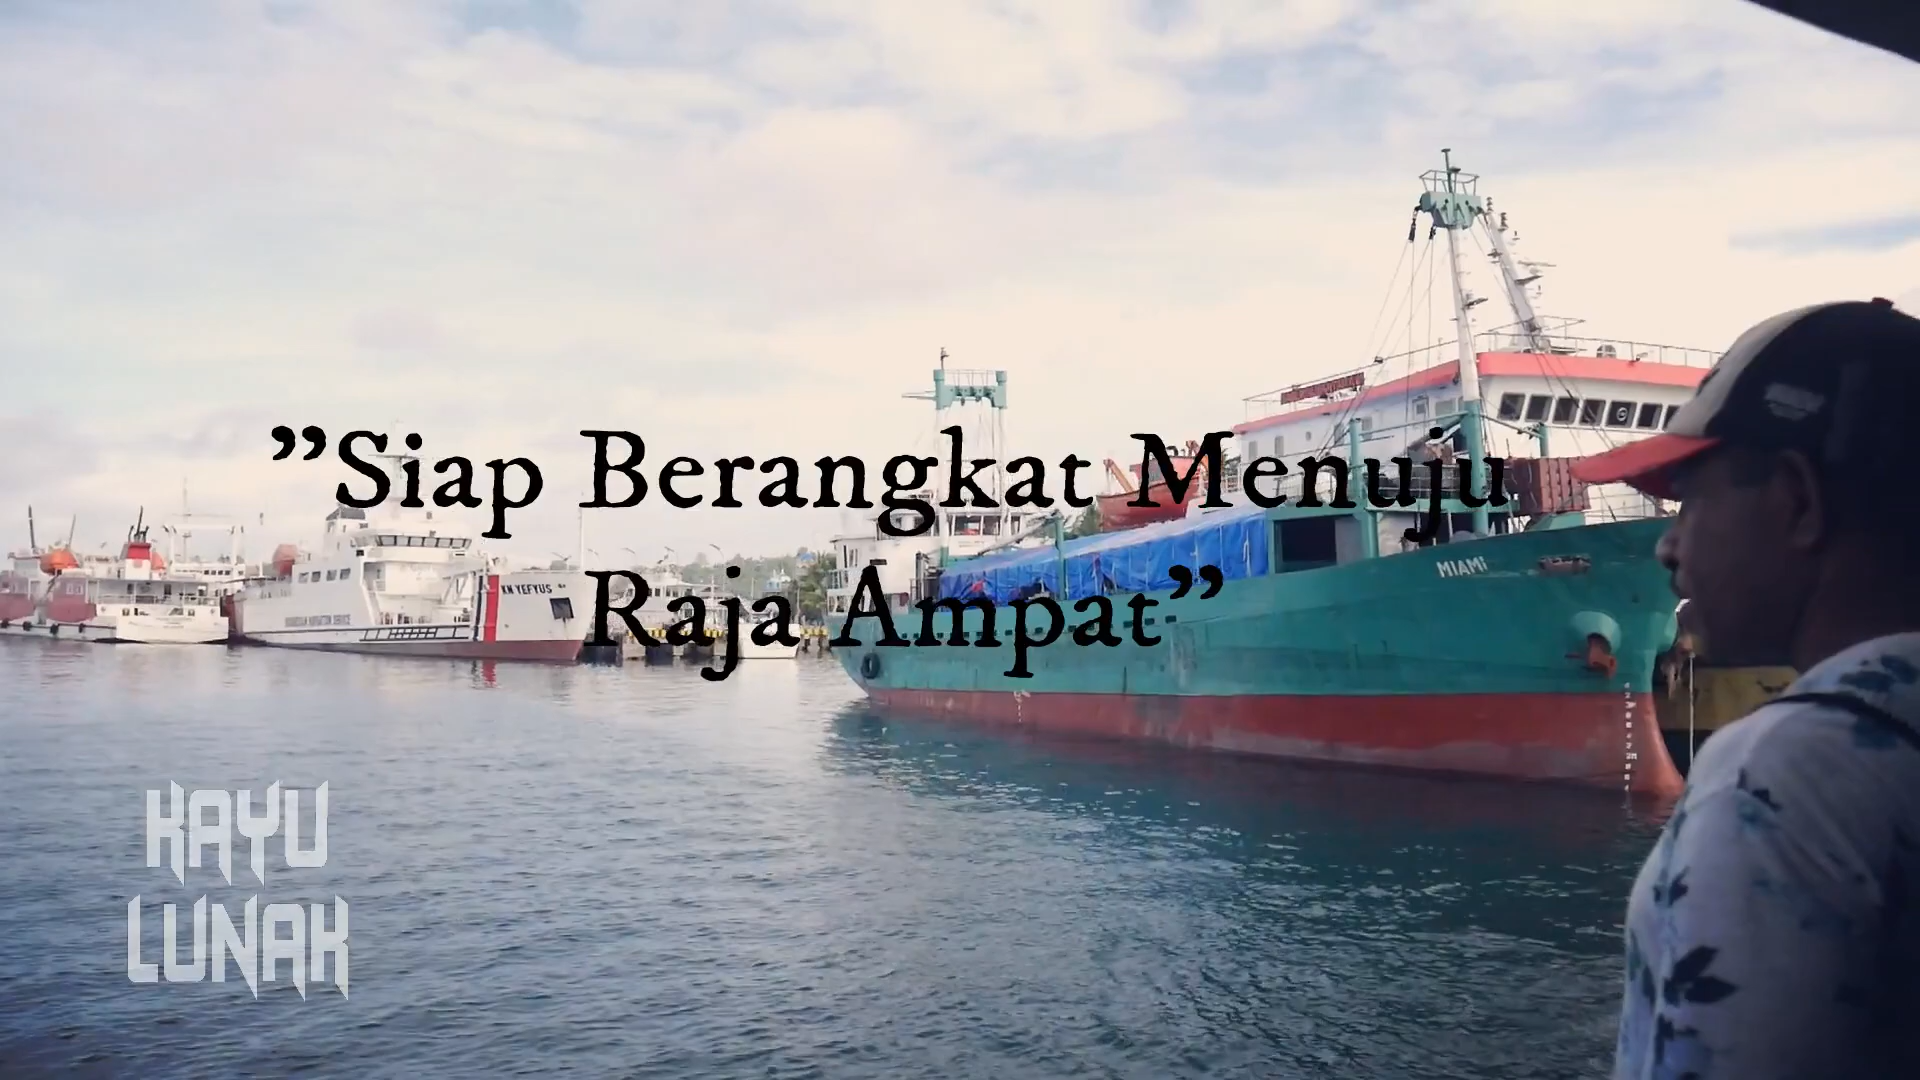 ”Siap Berangkat Menuju
Raja Ampat”
KN YEFYUS
MIAMI
KAYU
LUNAK